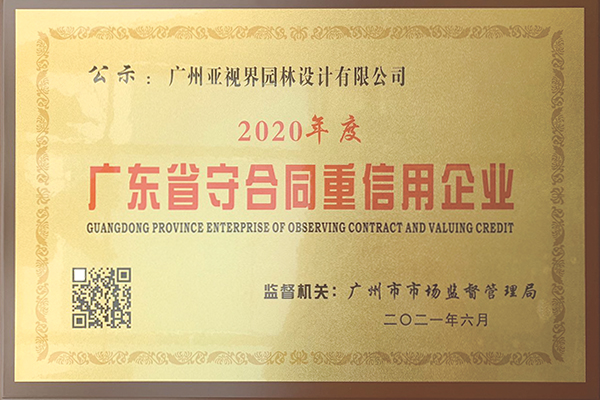 公示：广州亚视界园林设计有限公司
2020年度
广东省守合同重信用企业
GUANGDONG PROVINCE ENTERPRISE OF OBSERVING CONTRACT AND VALUING CREDIT
监督机关：广州市市场监督管理局
二〇二一年六月